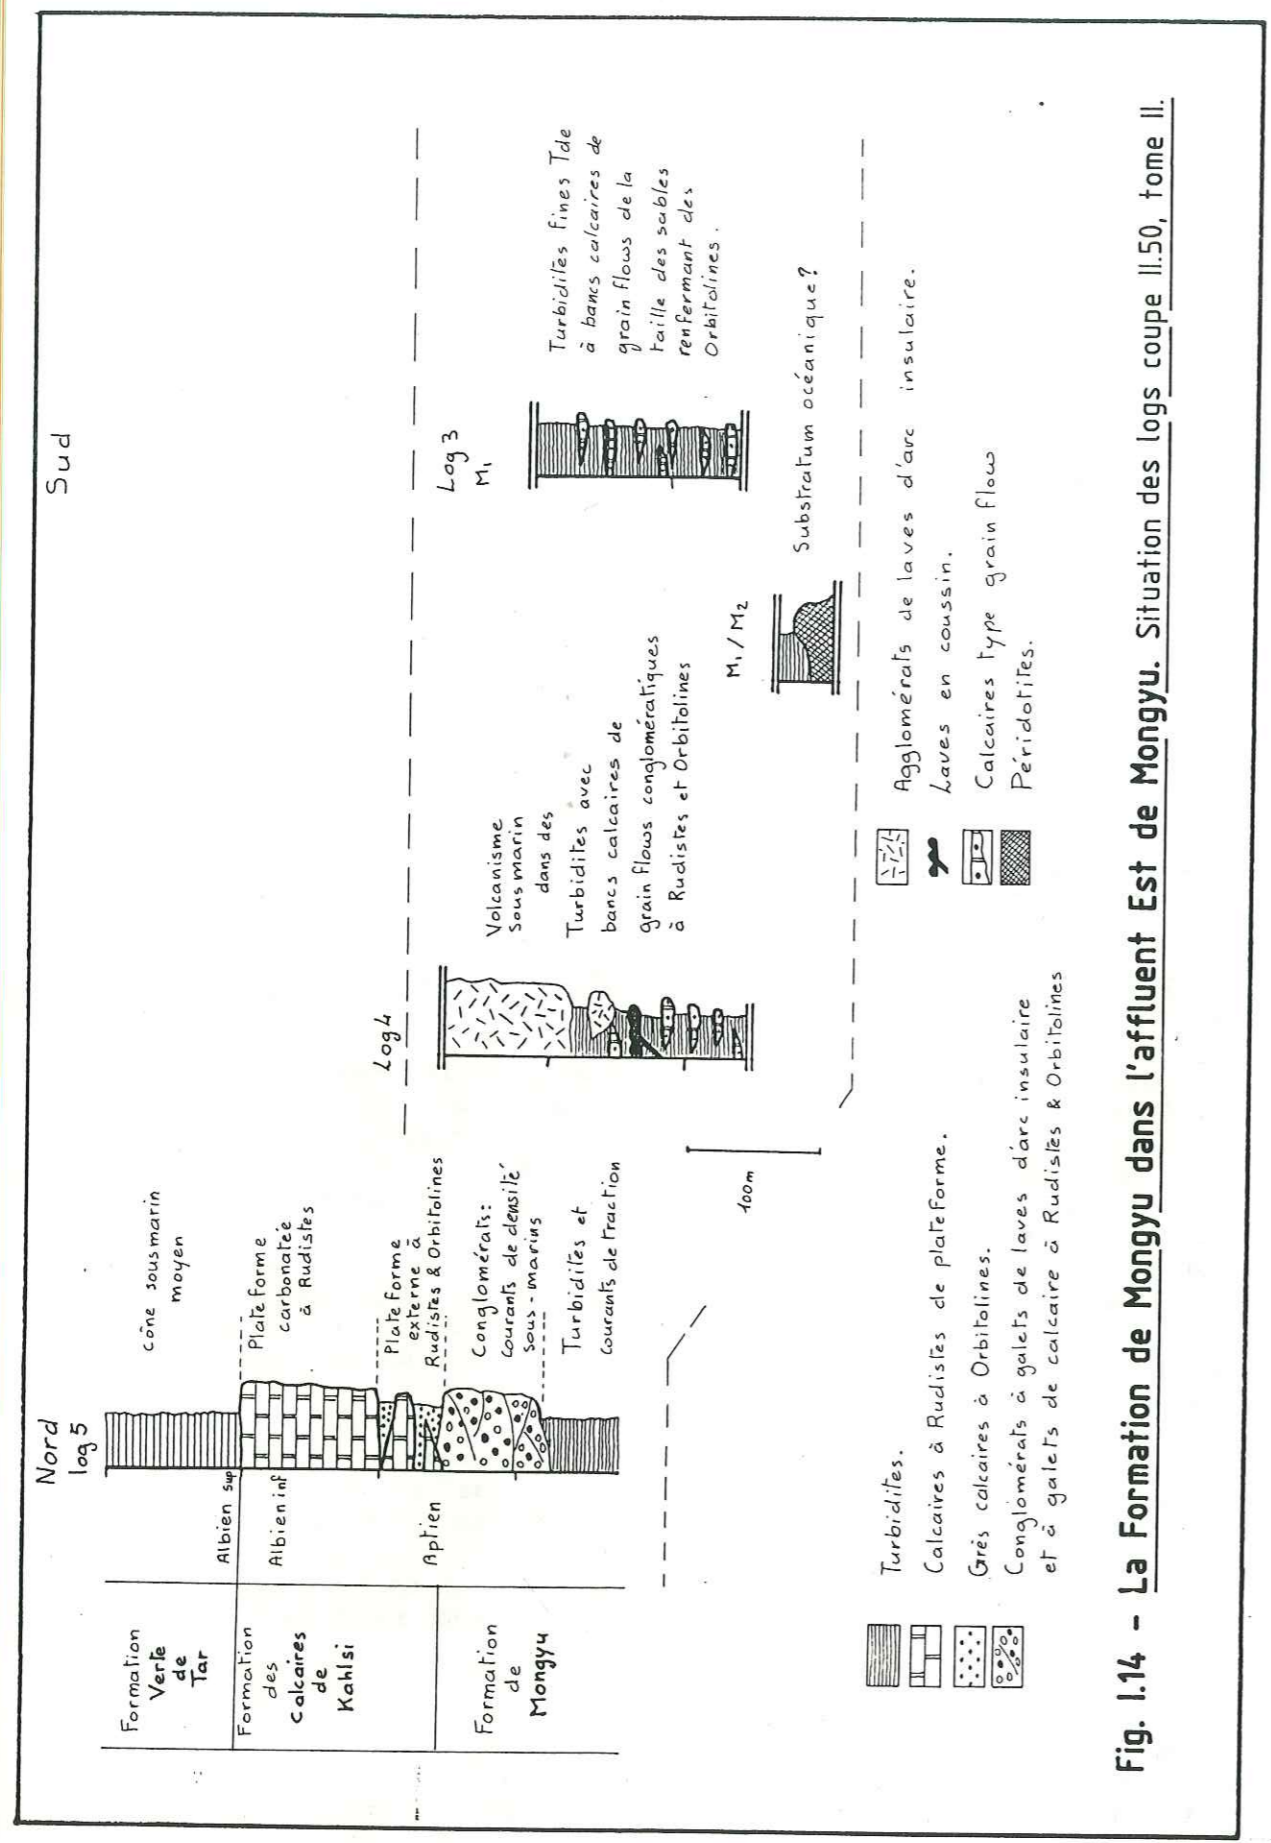 Nord
log 5
Sud
Formation
Verte
de
Tar
Formation
des
Calcaires
de
Kahlsi
Formation
de
Mongyu
Albien sup
Albien inf
Aptien
Cône sousmarin
moyen
Plateforme
carbonatée
à Rudistes
Plateforme
externe à
Rudistes & Orbitolines
Conglomérats:
courants de densité
sous-marins
Turbidites et
courants de traction
100m
Log 4
Volcanisme
sousmarin
dans des
Turbidites avec
bancs calcaires de
grain flows conglomératiques
à Rudistes et Orbitolines
M1/M2
Substratum océanique?
Log 3
M1
Turbidites fines Tde
à bancs calcaires de
grain flows de la
taille des sables
renfermant des
Orbitolines.
Turbidites.
Calcaires à Rudistes de plateforme.
Grès calcaires à Orbitolines.
Conglomérats à galets de laves d'arc insulaire
et à galets de calcaire à Rudistes & Orbitolines
Agglomérats de laves d'arc insulaire.
Laves en coussin.
Calcaires type grain flow
Péridotites.
Fig. I.14 - La Formation de Mongyu dans l'affluent Est de Mongyu. Situation des logs coupe II.50, tome II.